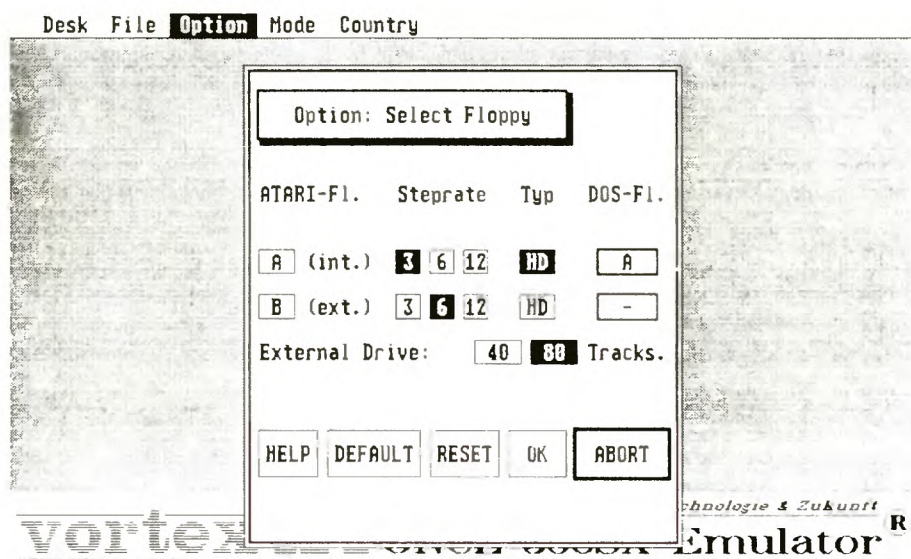 Desk File Option Mode Country
Option: Select Floppy
ATARI-Fl. Steprate Typ DOS-Fl.
A (int.) 3 6 12 HD A
B (ext.) 3 6 12 HD -
External Drive: 40 80 Tracks.
HELP DEFAULT RESET OK ABORT
& Zukunft
vortex Emulator R